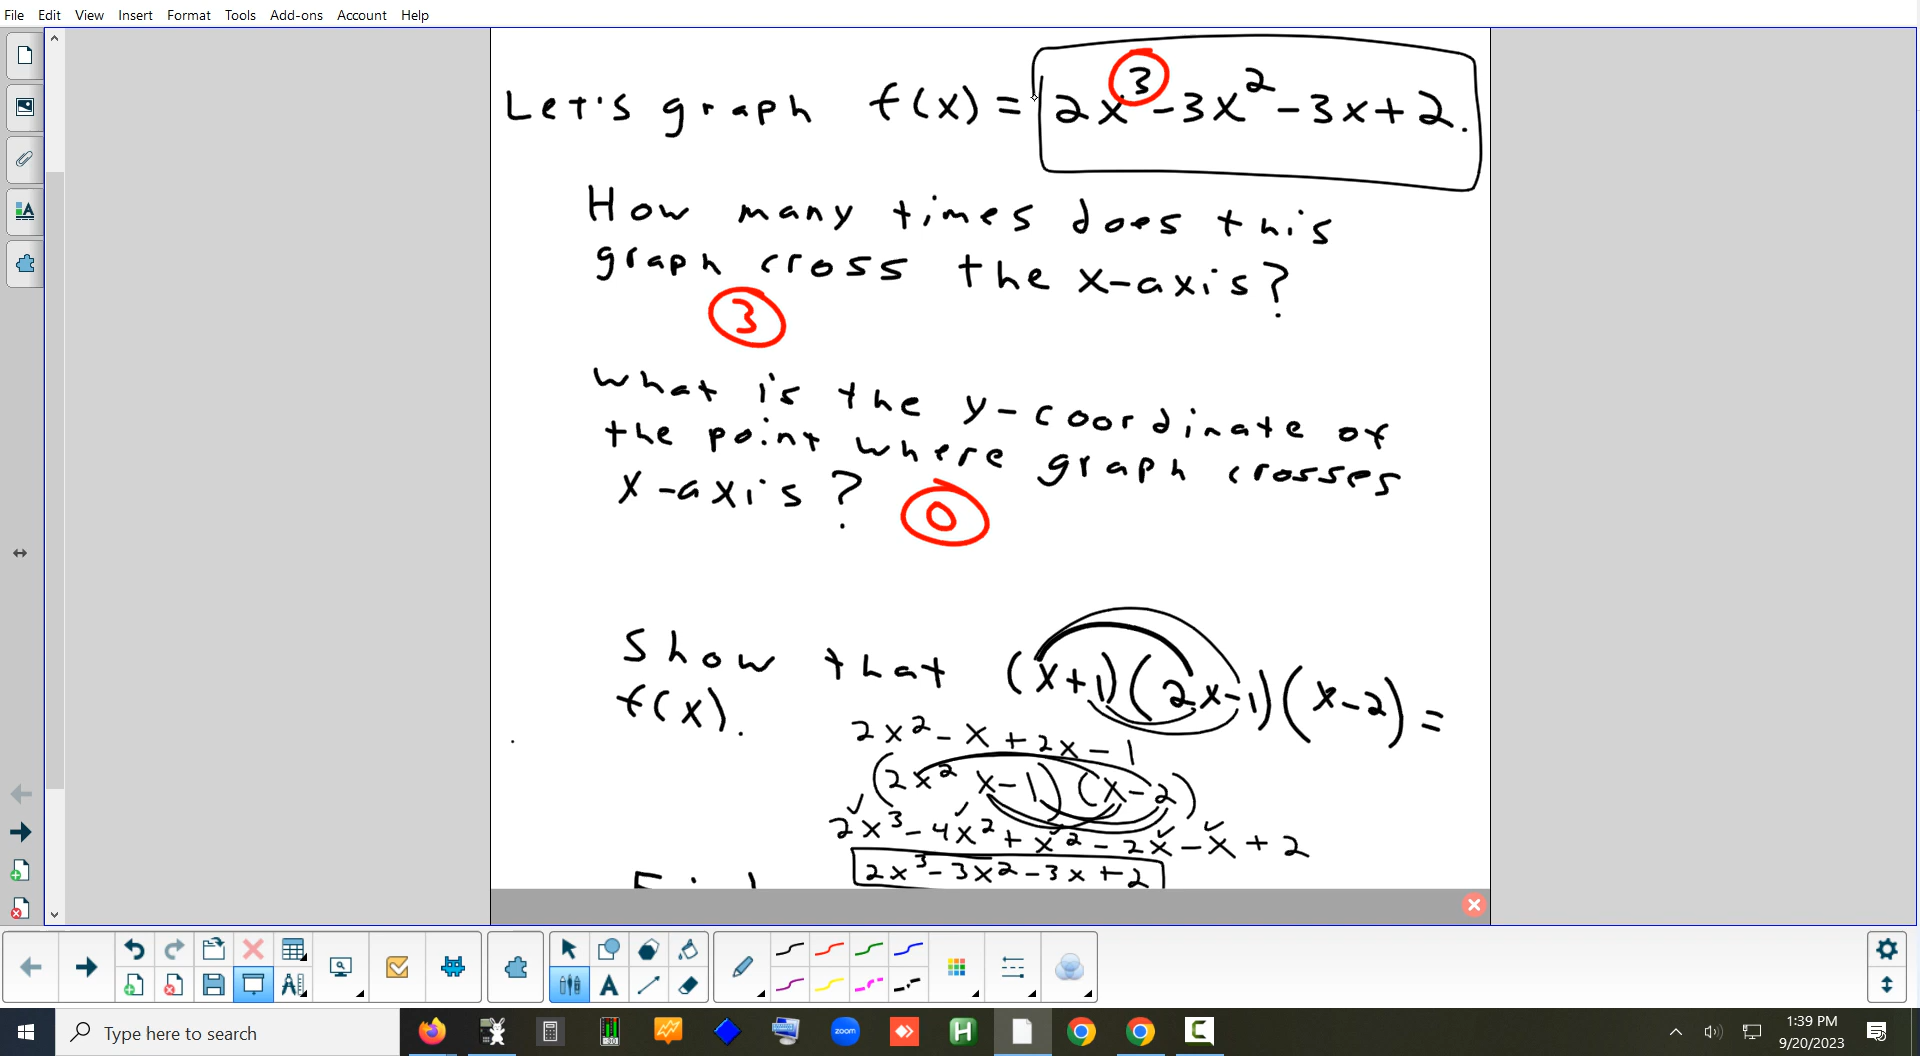 File Edit View Insert Format Tools Add-ons Account Help
Let's graph f(x) = 2x³-3x²-3x+2.
How many times does this
graph cross the x-axis?
3
What is the y-coordinate of
the point where graph crosses
x-axis?
0
Show that (x+1)(2x-1)(x-2) =
f(x).
2x²-x+2x-1
(2x² x-1)(x-2)
2x³-4x²+x²-2x-x+2
2x³-3x²-3x+2
A
Type here to search
zoom
H
1:39 PM
9/20/2023